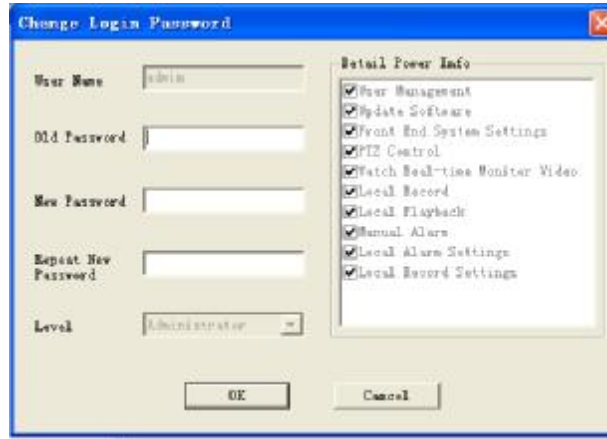 Change Login Password
User Name
admin
Old Password
New Password
Repeat New
Password
Level
Administrator
Detail Power Info
User Management
Update Software
Front End System Settings
PTZ Control
Watch Real-time Monitor Video
Local Record
Local Playback
Manual Alarm
Local Alarm Settings
Local Record Settings
OK
Cancel